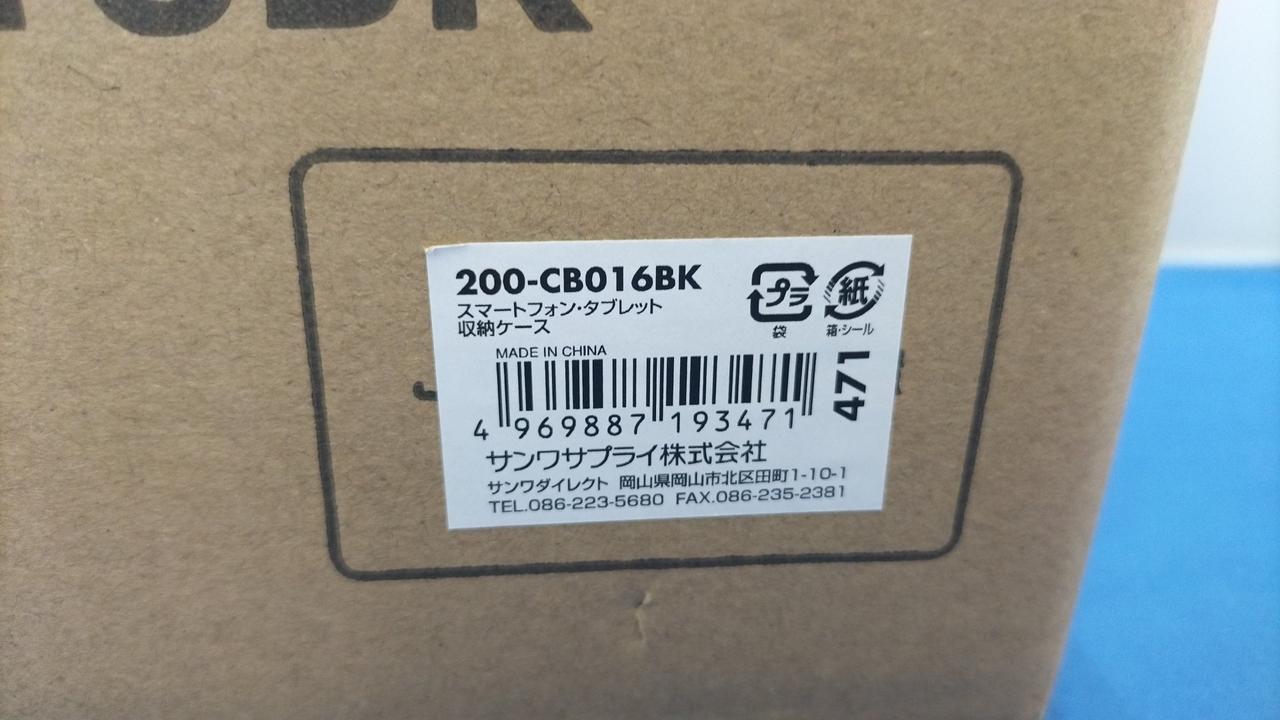 BK
200-CB016BK
スマートフォン・タブレット
収納ケース
プラ
袋
紙
箱・シール
MADE IN CHINA
471
4 969887 193471
サンワサプライ株式会社
サンワダイレクト 岡山県岡山市北区田町1-10-1
TEL.086-223-5680 FAX.086-235-2381